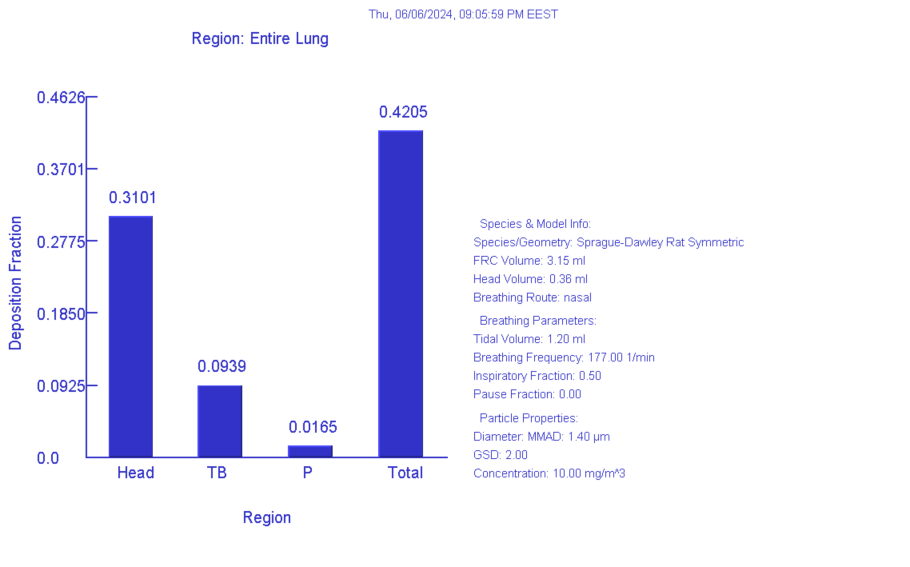 Thu, 06/06/2024, 09:05:59 PM EEST
Region: Entire Lung
0.4626
0.4205
0.3701
0.3101
0.2775
0.1850
0.0939
0.0925
0.0165
0.0
Deposition Fraction
Head TB P Total
Region
Species & Model Info:
Species/Geometry: Sprague-Dawley Rat Symmetric
FRC Volume: 3.15 ml
Head Volume: 0.36 ml
Breathing Route: nasal
Breathing Parameters:
Tidal Volume: 1.20 ml
Breathing Frequency: 177.00 1/min
Inspiratory Fraction: 0.50
Pause Fraction: 0.00
Particle Properties:
Diameter: MMAD: 1.40 μm
GSD: 2.00
Concentration: 10.00 mg/m^3